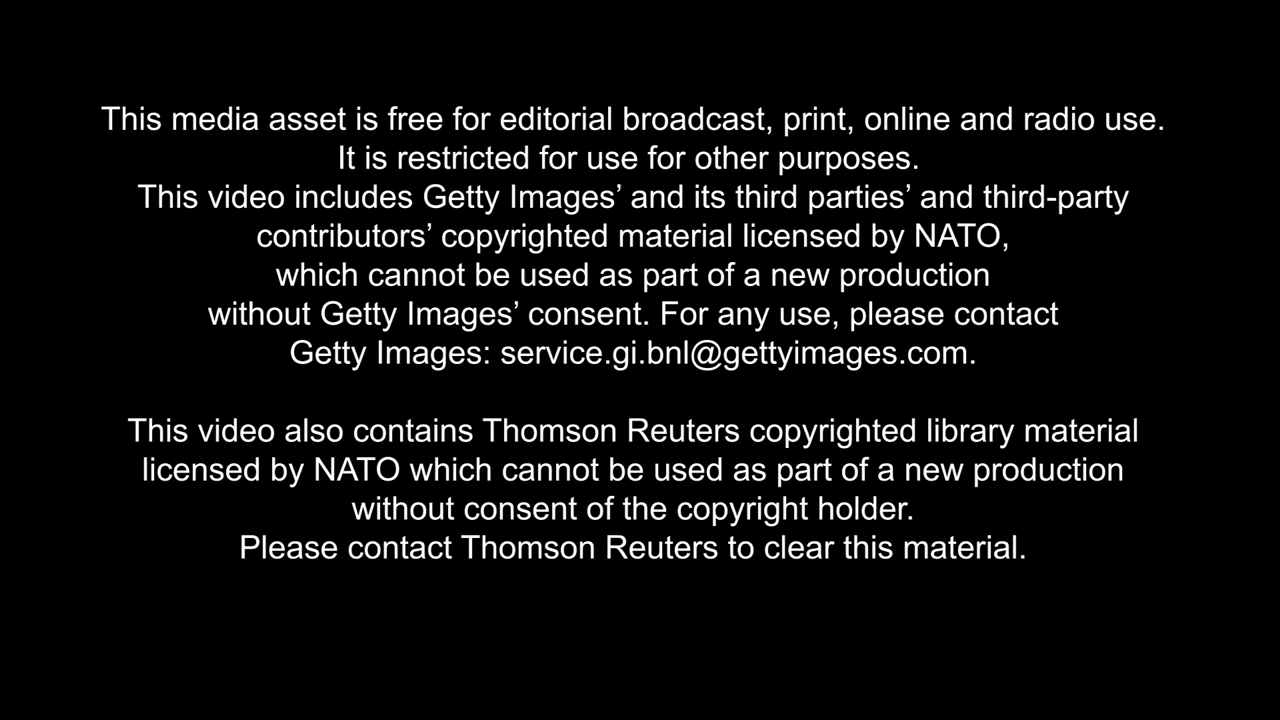 This media asset is free for editorial broadcast, print, online and radio use.
It is restricted for use for other purposes.
This video includes Getty Images’ and its third parties’ and third-party
contributors’ copyrighted material licensed by NATO,
which cannot be used as part of a new production
without Getty Images’ consent. For any use, please contact
Getty Images: service.gi.bnl@gettyimages.com.
This video also contains Thomson Reuters copyrighted library material
licensed by NATO which cannot be used as part of a new production
without consent of the copyright holder.
Please contact Thomson Reuters to clear this material.